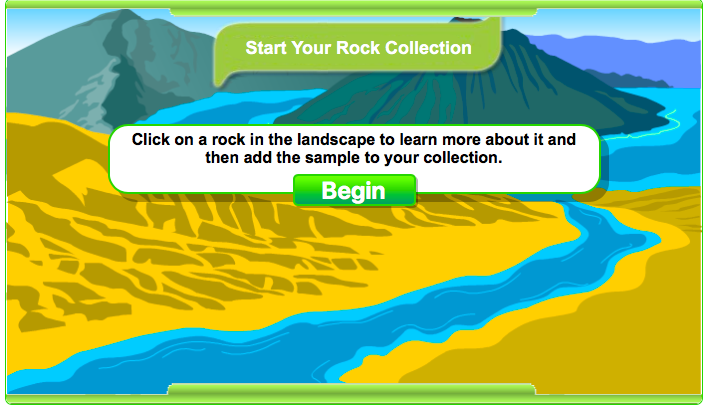 Start Your Rock Collection
Click on a rock in the landscape to learn more about it and
then add the sample to your collection.
Begin